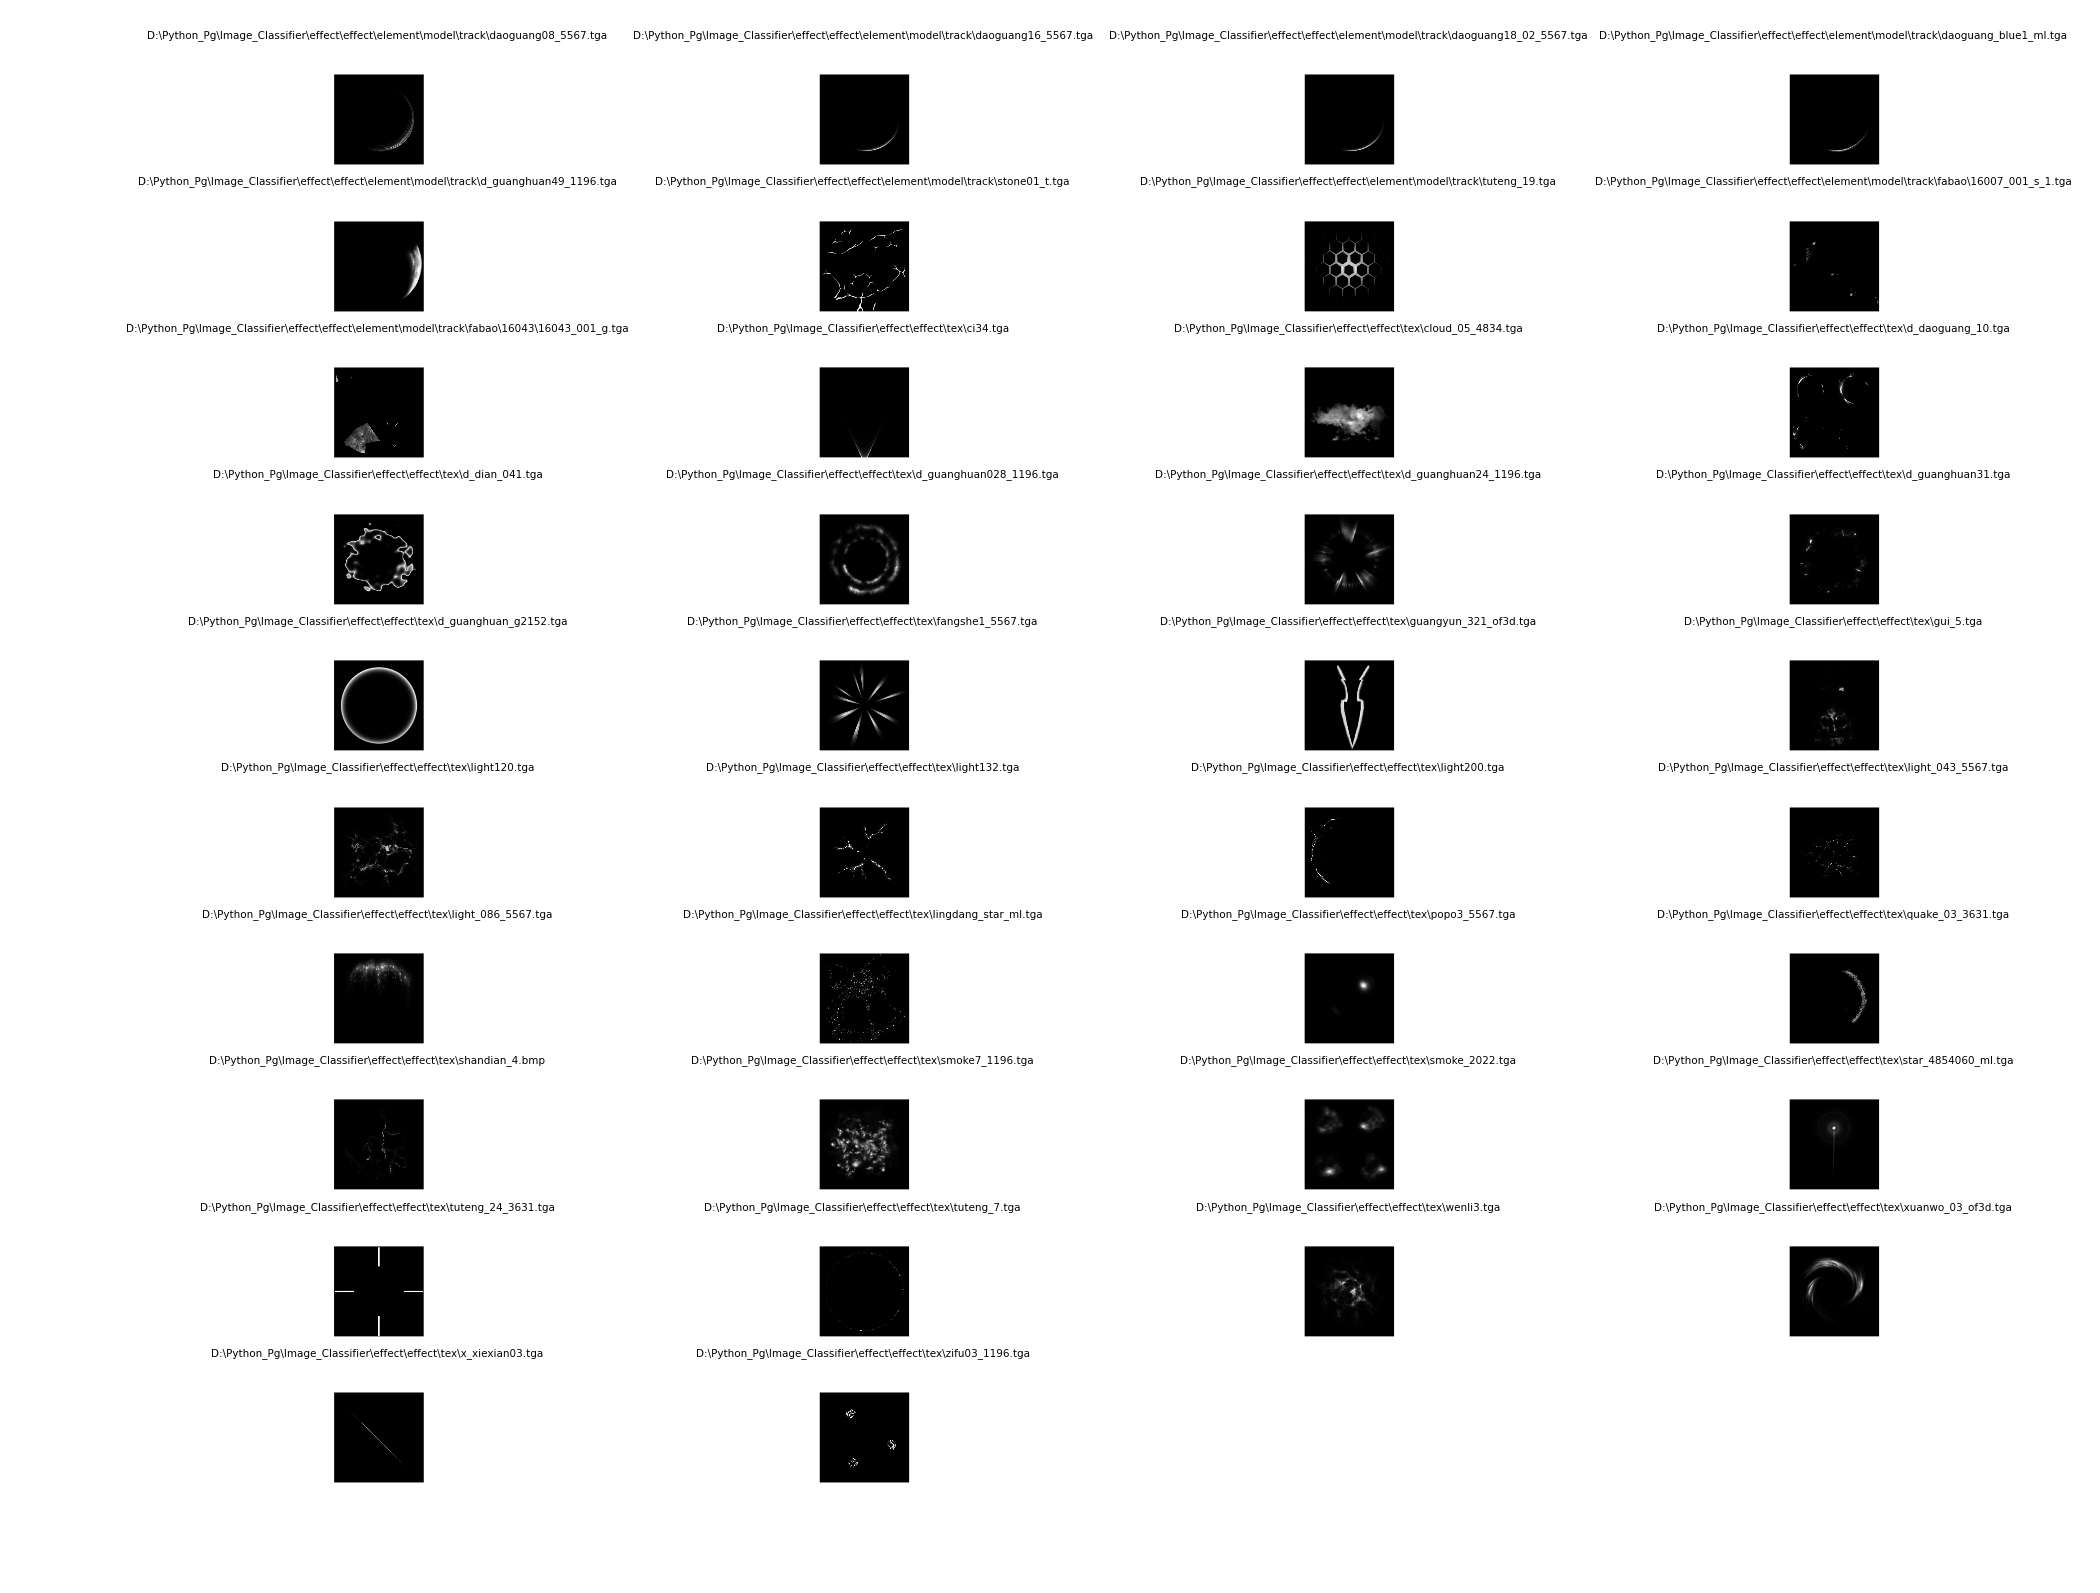 D:\Python_Pg\Image_Classifier\effect\effect\element\model\track\daoguang08_5567.tga
D:\Python_Pg\Image_Classifier\effect\effect\element\model\track\daoguang16_5567.tga
D:\Python_Pg\Image_Classifier\effect\effect\element\model\track\daoguang18_02_5567.tga
D:\Python_Pg\Image_Classifier\effect\effect\element\model\track\daoguang_blue1_ml.tga
D:\Python_Pg\Image_Classifier\effect\effect\element\model\track\d_guanghuan49_1196.tga
D:\Python_Pg\Image_Classifier\effect\effect\element\model\track\stone01_t.tga
D:\Python_Pg\Image_Classifier\effect\effect\element\model\track\tuteng_19.tga
D:\Python_Pg\Image_Classifier\effect\effect\element\model\track\fabao\16007_001_s_1.tga
D:\Python_Pg\Image_Classifier\effect\effect\element\model\track\fabao\16043\16043_001_g.tga
D:\Python_Pg\Image_Classifier\effect\effect\tex\ci34.tga
D:\Python_Pg\Image_Classifier\effect\effect\tex\cloud_05_4834.tga
D:\Python_Pg\Image_Classifier\effect\effect\tex\d_daoguang_10.tga
D:\Python_Pg\Image_Classifier\effect\effect\tex\d_dian_041.tga
D:\Python_Pg\Image_Classifier\effect\effect\tex\d_guanghuan028_1196.tga
D:\Python_Pg\Image_Classifier\effect\effect\tex\d_guanghuan24_1196.tga
D:\Python_Pg\Image_Classifier\effect\effect\tex\d_guanghuan31.tga
D:\Python_Pg\Image_Classifier\effect\effect\tex\d_guanghuan_g2152.tga
D:\Python_Pg\Image_Classifier\effect\effect\tex\fangshe1_5567.tga
D:\Python_Pg\Image_Classifier\effect\effect\tex\guangyun_321_of3d.tga
D:\Python_Pg\Image_Classifier\effect\effect\tex\gui_5.tga
D:\Python_Pg\Image_Classifier\effect\effect\tex\light120.tga
D:\Python_Pg\Image_Classifier\effect\effect\tex\light132.tga
D:\Python_Pg\Image_Classifier\effect\effect\tex\light200.tga
D:\Python_Pg\Image_Classifier\effect\effect\tex\light_043_5567.tga
D:\Python_Pg\Image_Classifier\effect\effect\tex\light_086_5567.tga
D:\Python_Pg\Image_Classifier\effect\effect\tex\lingdang_star_ml.tga
D:\Python_Pg\Image_Classifier\effect\effect\tex\popo3_5567.tga
D:\Python_Pg\Image_Classifier\effect\effect\tex\quake_03_3631.tga
D:\Python_Pg\Image_Classifier\effect\effect\tex\shandian_4.bmp
D:\Python_Pg\Image_Classifier\effect\effect\tex\smoke7_1196.tga
D:\Python_Pg\Image_Classifier\effect\effect\tex\smoke_2022.tga
D:\Python_Pg\Image_Classifier\effect\effect\tex\star_4854060_ml.tga
D:\Python_Pg\Image_Classifier\effect\effect\tex\tuteng_24_3631.tga
D:\Python_Pg\Image_Classifier\effect\effect\tex\tuteng_7.tga
D:\Python_Pg\Image_Classifier\effect\effect\tex\wenli3.tga
D:\Python_Pg\Image_Classifier\effect\effect\tex\xuanwo_03_of3d.tga
D:\Python_Pg\Image_Classifier\effect\effect\tex\x_xiexian03.tga
D:\Python_Pg\Image_Classifier\effect\effect\tex\zifu03_1196.tga